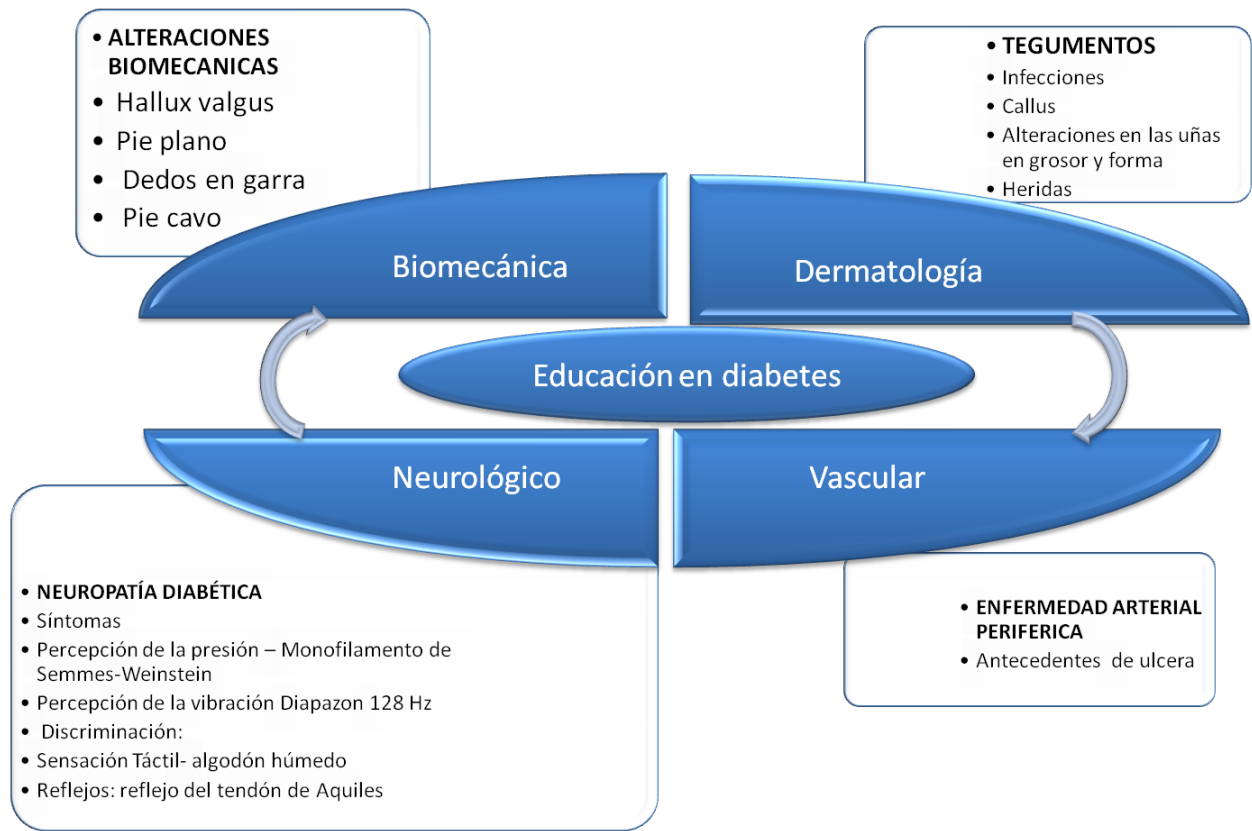 • ALTERACIONES
BIOMECANICAS
• Hallux valgus
• Pie plano
• Dedos en garra
• Pie cavo
• TEGUMENTOS
• Infecciones
• Callus
• Alteraciones en las uñas
en grosor y forma
• Heridas
Biomecánica
Dermatología
Educación en diabetes
Neurológico
Vascular
• NEUROPATÍA DIABÉTICA
• Síntomas
• Percepción de la presión – Monofilamento de
Semmes-Weinstein
• Percepción de la vibración Diapazon 128 Hz
• Discriminación:
• Sensación Táctil- algodón húmedo
• Reflejos: reflejo del tendón de Aquiles
• ENFERMEDAD ARTERIAL
PERIFERICA
• Antecedentes de ulcera